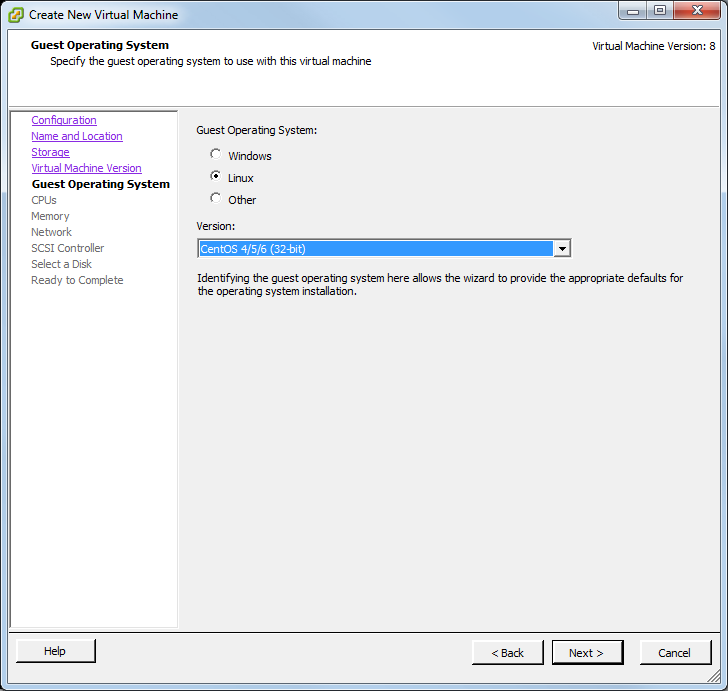 Create New Virtual Machine
Guest Operating System
Specify the guest operating system to use with this virtual machine
Virtual Machine Version: 8
Configuration
Name and Location
Storage
Virtual Machine Version
Guest Operating System
CPUs
Memory
Network
SCSI Controller
Select a Disk
Ready to Complete
Guest Operating System:
Windows
Linux
Other
Version:
CentOS 4/5/6 (32-bit)
Identifying the guest operating system here allows the wizard to provide the appropriate defaults for
the operating system installation.
Help
< Back
Next >
Cancel